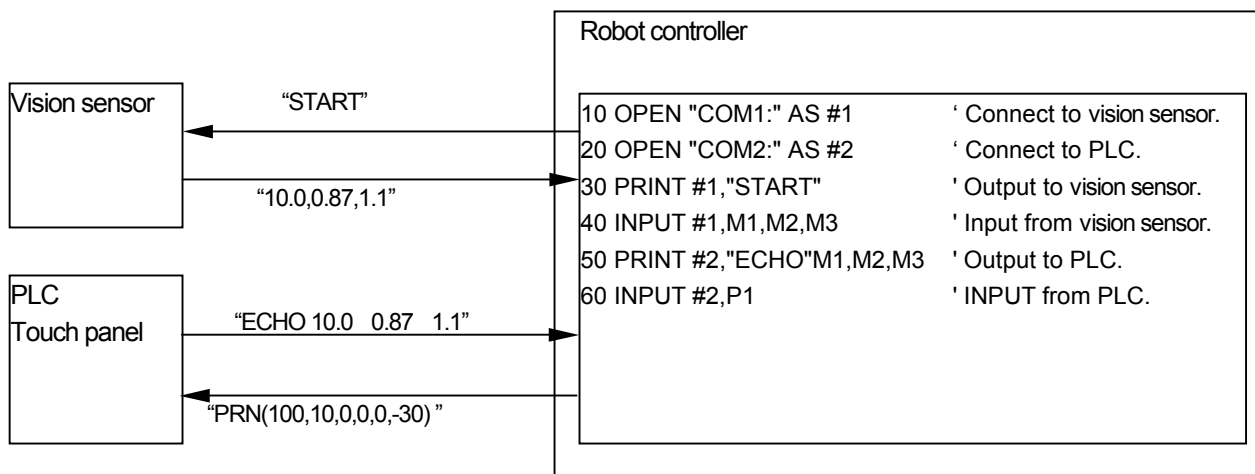 Robot controller
Vision sensor
“START”
“10.0,0.87,1.1”
10 OPEN "COM1:" AS #1 ‘ Connect to vision sensor.
20 OPEN "COM2:" AS #2 ‘ Connect to PLC.
30 PRINT #1,"START" ' Output to vision sensor.
40 INPUT #1,M1,M2,M3 ' Input from vision sensor.
50 PRINT #2,"ECHO"M1,M2,M3 ' Output to PLC.
60 INPUT #2,P1 ' INPUT from PLC.
PLC
Touch panel
“ECHO 10.0 0.87 1.1”
“PRN(100,10,0,0,0,-30) ”